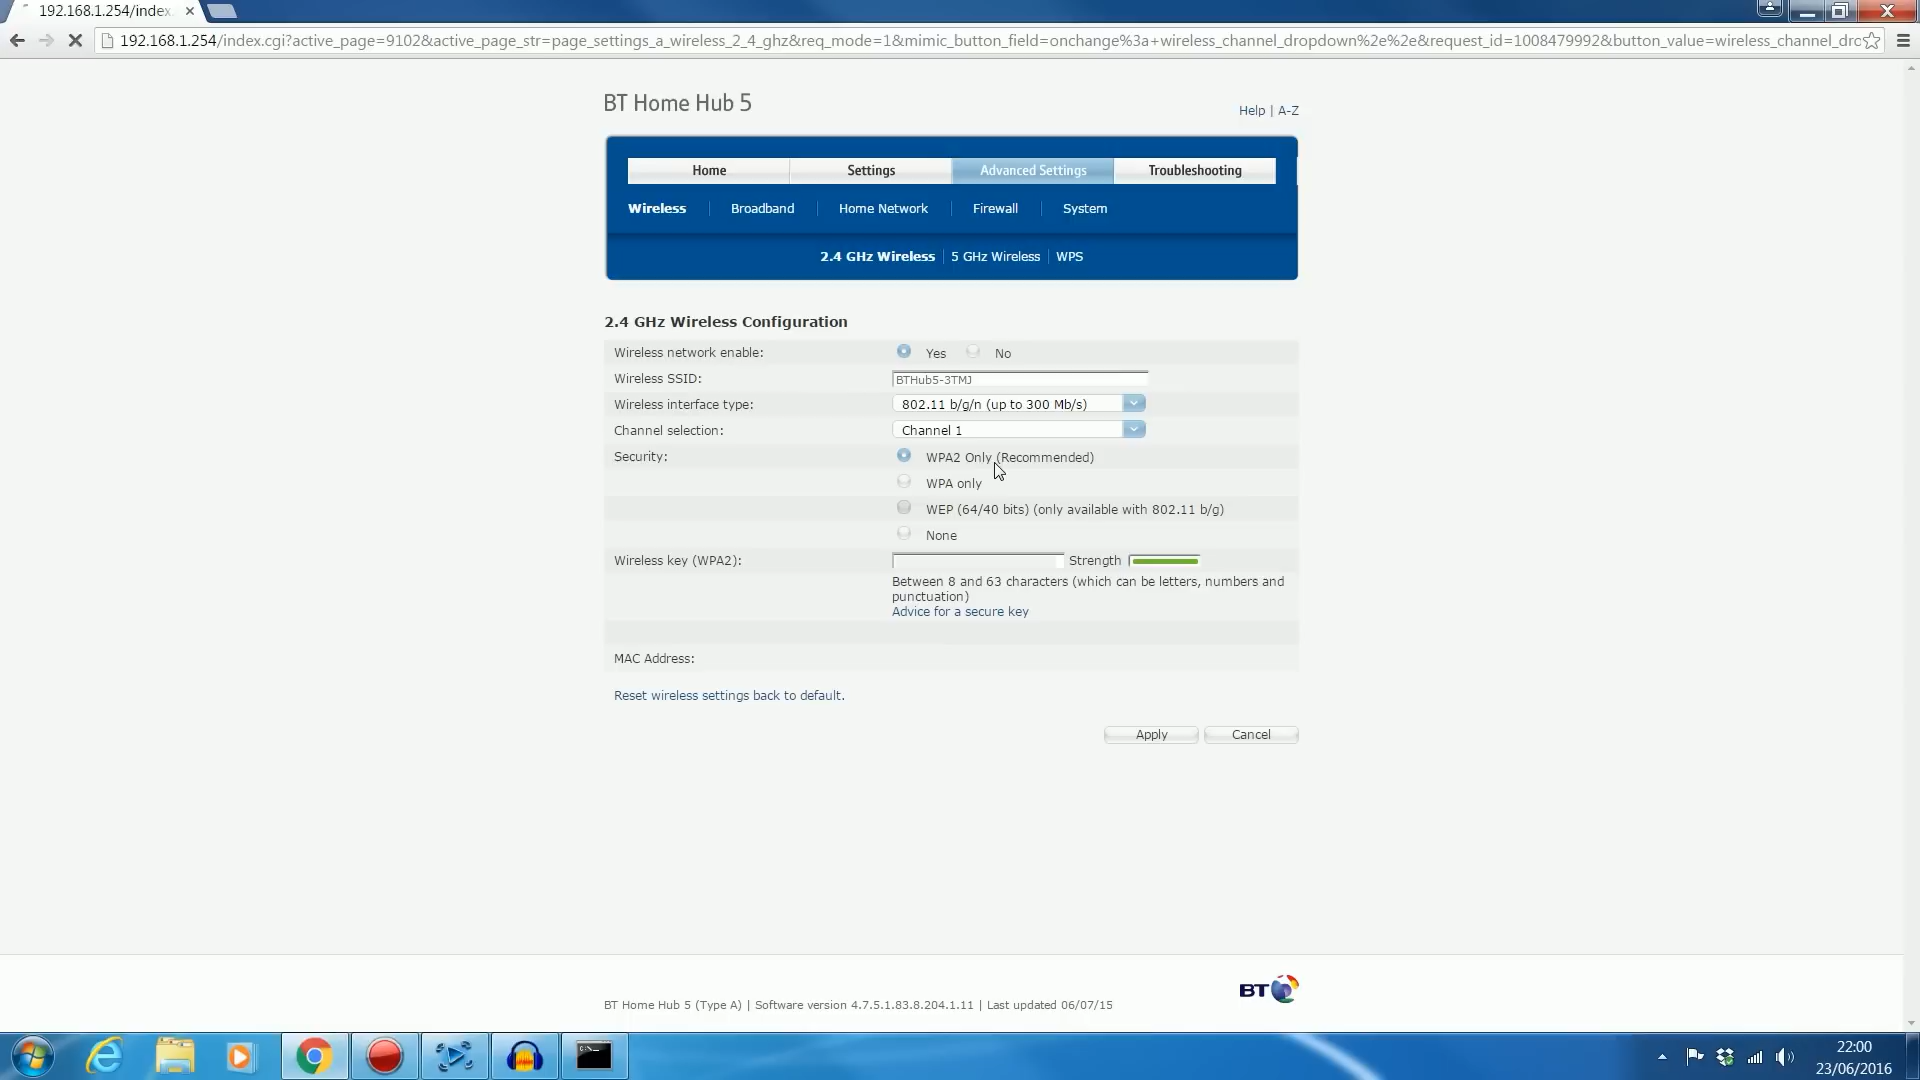 192.168.1.254/index
192.168.1.254/index.cgi?active_page=9102&active_page_str=page_settings_a_wireless_2_4_ghz&req_mode=1&mimic_button_field=onchange%3a+wireless_channel_dropdown%2e%2e&request_id=1008479992&button_value=wireless_channel_dro
BT Home Hub 5
Help | A-Z
Home Settings Advanced Settings Troubleshooting
Wireless | Broadband | Home Network | Firewall | System
2.4 GHz Wireless | 5 GHz Wireless | WPS
2.4 GHz Wireless Configuration
Wireless network enable: Yes No
Wireless SSID: BTHub5-3TMJ
Wireless interface type: 802.11 b/g/n (up to 300 Mb/s)
Channel selection: Channel 1
Security: WPA2 Only (Recommended)
WPA only
WEP (64/40 bits) (only available with 802.11 b/g)
None
Wireless key (WPA2): Strength
Between 8 and 63 characters (which can be letters, numbers and
punctuation)
Advice for a secure key
MAC Address:
Reset wireless settings back to default.
Apply Cancel
BT
BT Home Hub 5 (Type A) | Software version 4.7.5.1.83.8.204.1.11 | Last updated 06/07/15
22:00
23/06/2016